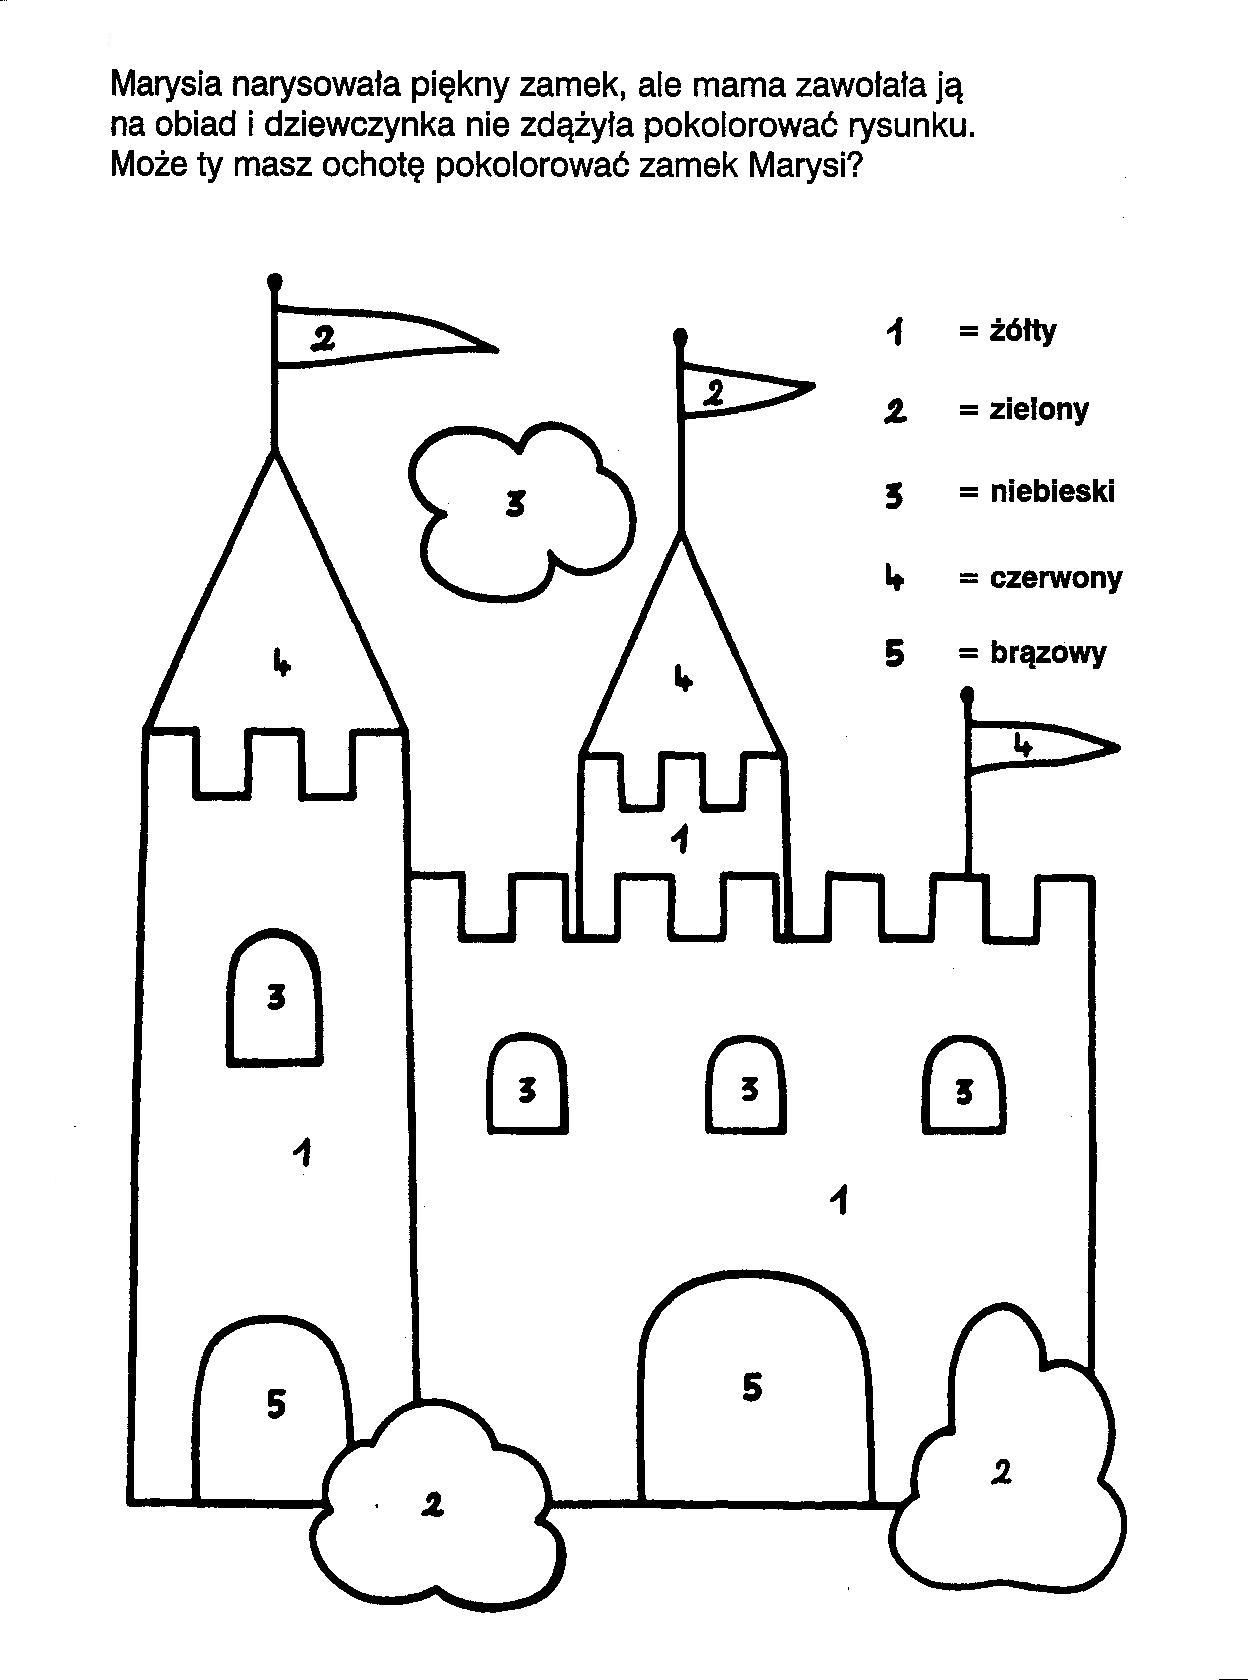 Marysia narysowała piękny zamek, ale mama zawołała ją
na obiad i dziewczynka nie zdążyła pokolorować rysunku.
Może ty masz ochotę pokolorować zamek Marysi?
1 = żółty
2 = zielony
3 = niebieski
4 = czerwony
5 = brązowy
2
2
3
4
4
4
1
3
3
3
3
1
1
5
5
2
2